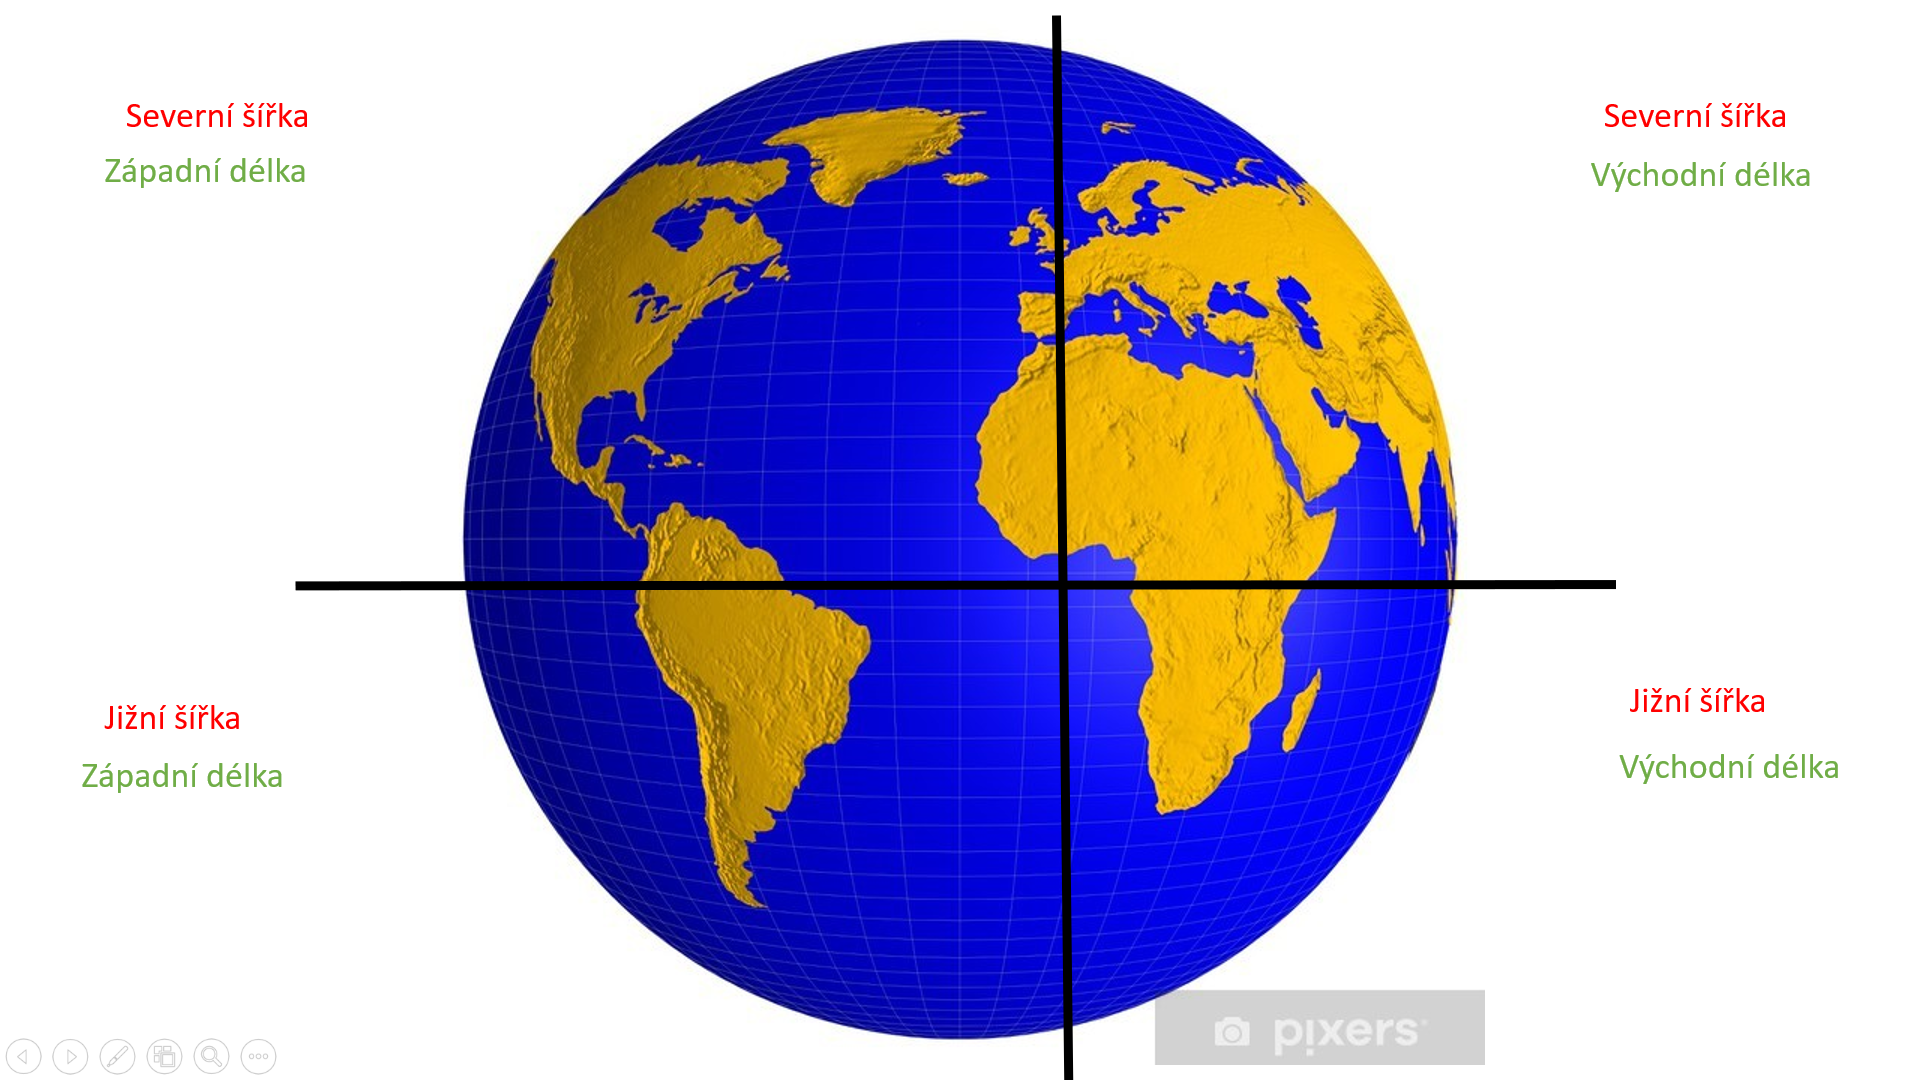 Severní šířka
Západní délka
Severní šířka
Východní délka
Jižní šířka
Západní délka
Jižní šířka
Východní délka
pixers